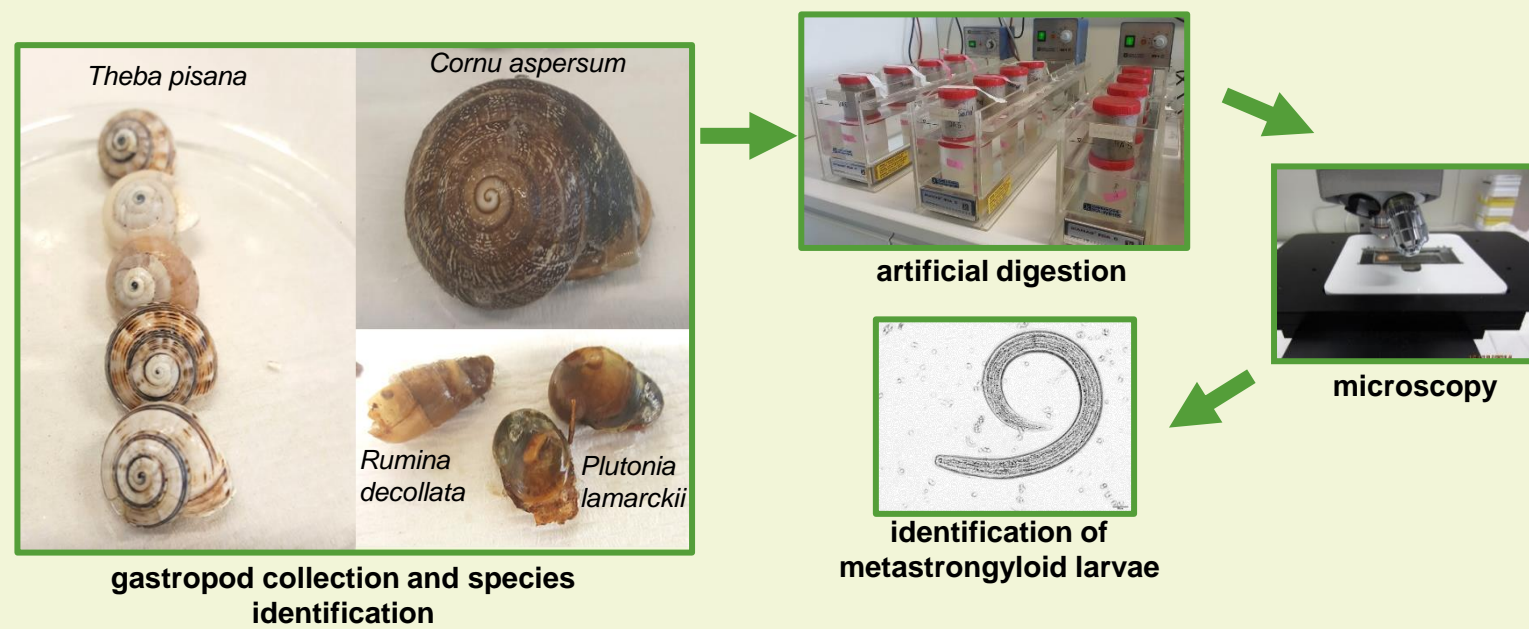 Theba pisana
Cornu aspersum
Rumina
decollata
Plutonia
lamarckii
gastropod collection and species
identification
artificial digestion
microscopy
identification of
metastrongyloid larvae